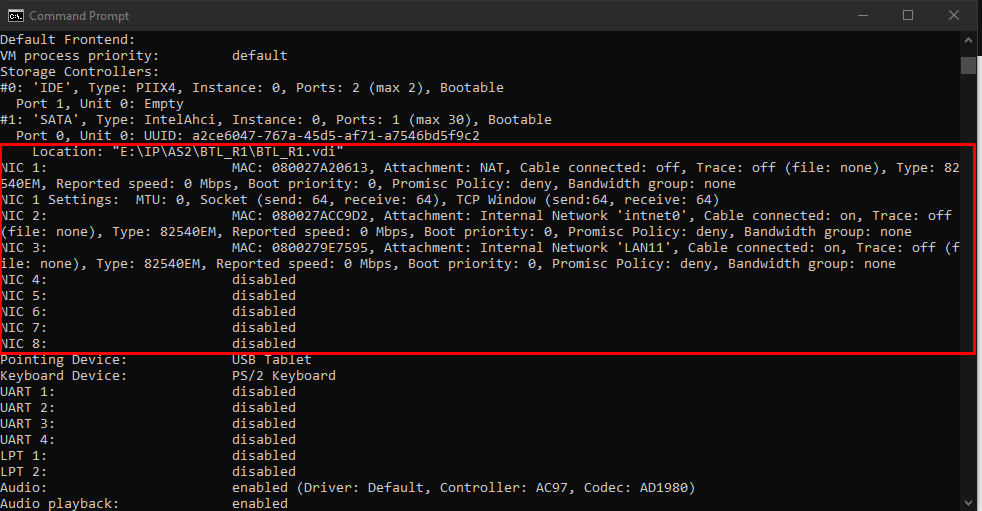 Command Prompt
Default Frontend:
VM process priority: default
Storage Controllers:
#0: 'IDE', Type: PIIX4, Instance: 0, Ports: 2 (max 2), Bootable
Port 1, Unit 0: Empty
#1: 'SATA', Type: IntelAhci, Instance: 0, Ports: 1 (max 30), Bootable
Port 0, Unit 0: UUID: a2ce6047-767a-45d5-af71-a7546bd5f9c2
Location: "E:\IP\AS2\BTL_R1\BTL_R1.vdi"
NIC 1: MAC: 080027A20613, Attachment: NAT, Cable connected: off, Trace: off (file: none), Type: 82
540EM, Reported speed: 0 Mbps, Boot priority: 0, Promisc Policy: deny, Bandwidth group: none
NIC 1 Settings: MTU: 0, Socket (send: 64, receive: 64), TCP Window (send:64, receive: 64)
NIC 2: MAC: 080027ACC9D2, Attachment: Internal Network 'intnet0', Cable connected: on, Trace: off
(file: none), Type: 82540EM, Reported speed: 0 Mbps, Boot priority: 0, Promisc Policy: deny, Bandwidth group: none
NIC 3: MAC: 0800279E7595, Attachment: Internal Network 'LAN11', Cable connected: on, Trace: off (f
ile: none), Type: 82540EM, Reported speed: 0 Mbps, Boot priority: 0, Promisc Policy: deny, Bandwidth group: none
NIC 4: disabled
NIC 5: disabled
NIC 6: disabled
NIC 7: disabled
NIC 8: disabled
Pointing Device: USB Tablet
Keyboard Device: PS/2 Keyboard
UART 1: disabled
UART 2: disabled
UART 3: disabled
UART 4: disabled
LPT 1: disabled
LPT 2: disabled
Audio: enabled (Driver: Default, Controller: AC97, Codec: AD1980)
Audio playback: enabled